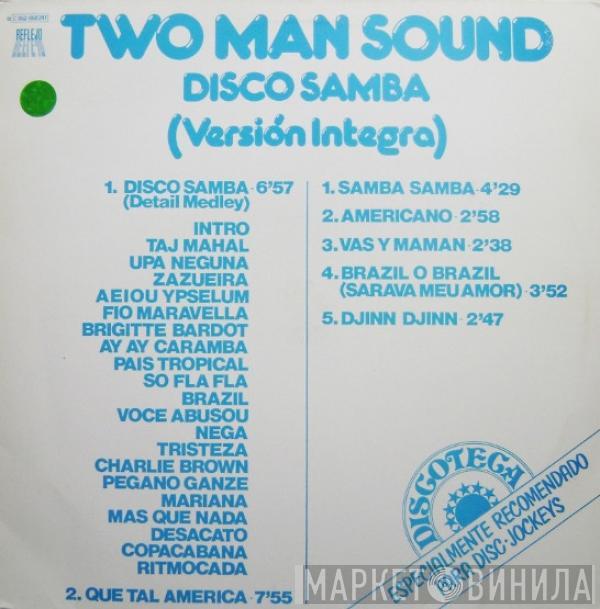 REFLEJO
TWO MAN SOUND
DISCO SAMBA
(Versión Integra)
1. DISCO SAMBA-6'57
(Detail Medley)
INTRO
TAJ MAHAL
UPA NEGUNA
ZAZUEIRA
AEIOU YPSELUM
FIO MARAVELLA
BRIGITTE BARDOT
AY AY CARAMBA
PAIS TROPICAL
SO FLA FLA
BRAZIL
VOCE ABUSOU
NEGA
TRISTEZA
CHARLIE BROWN
PEGANO GANZE
MARIANA
MAS QUE NADA
DESACATO
COPACABANA
RITMOCADA
2. QUE TAL AMERICA-7'55
1. SAMBA SAMBA-4'29
2. AMERICANO-2'58
3. VAS Y MAMAN-2'38
4. BRAZIL O BRAZIL
(SARAVA MEU AMOR)-3'52
5. DJINN DJINN-2'47
DISCOTECA
ESPECIALMENTE RECOMENDADO
PARA DISC-JOCKEYS
МАРКЕТ ВИНИЛА